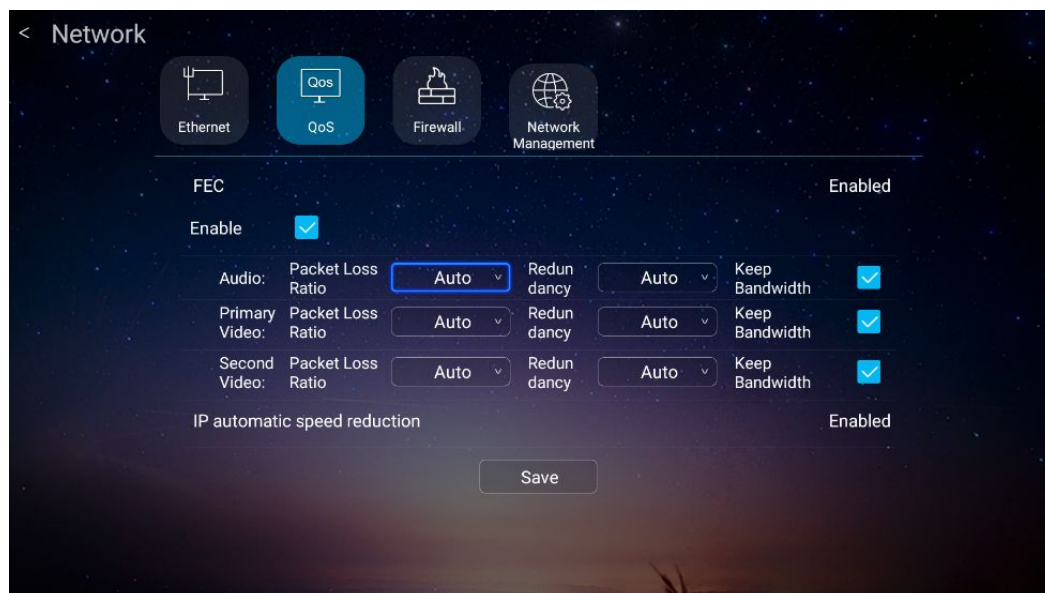 < Network
Qos
Ethernet
QoS
Firewall
Network
Management
FEC Enabled
Enable
Audio: Packet Loss Ratio Auto Redun dancy Auto Keep Bandwidth
Primary Video: Packet Loss Ratio Auto Redun dancy Auto Keep Bandwidth
Second Video: Packet Loss Ratio Auto Redun dancy Auto Keep Bandwidth
IP automatic speed reduction Enabled
Save